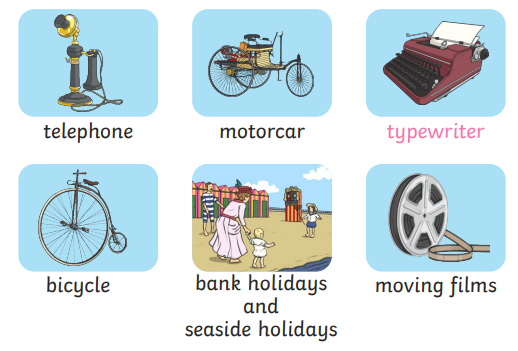 telephone
motorcar
typewriter
bicycle
bank holidays
and
seaside holidays
moving films